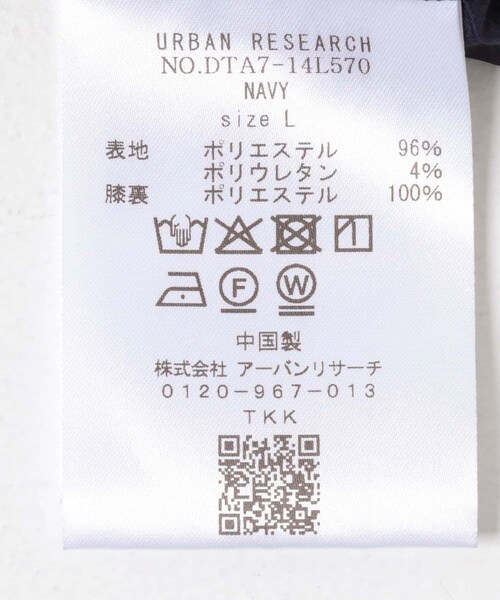 URBAN RESEARCH
NO.DTA7-14L570
NAVY
size L
表地 ポリエステル 96%
ポリウレタン 4%
膝裏 ポリエステル 100%
F W
中国製
株式会社 アーバンリサーチ
0120-967-013
TKK